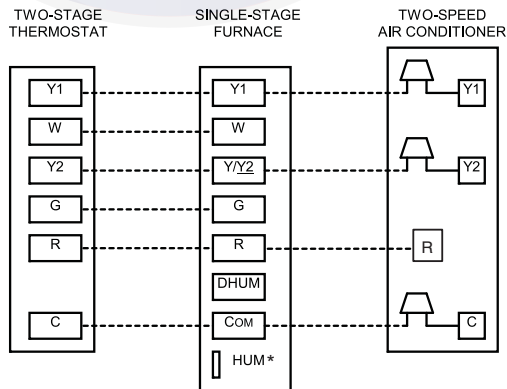 TWO-STAGE THERMOSTAT
SINGLE-STAGE FURNACE
TWO-SPEED AIR CONDITIONER
Y1 Y1 Y1
W W
Y2 Y/Y2 Y2
G G
R R R
DHUM
C COM C
HUM*